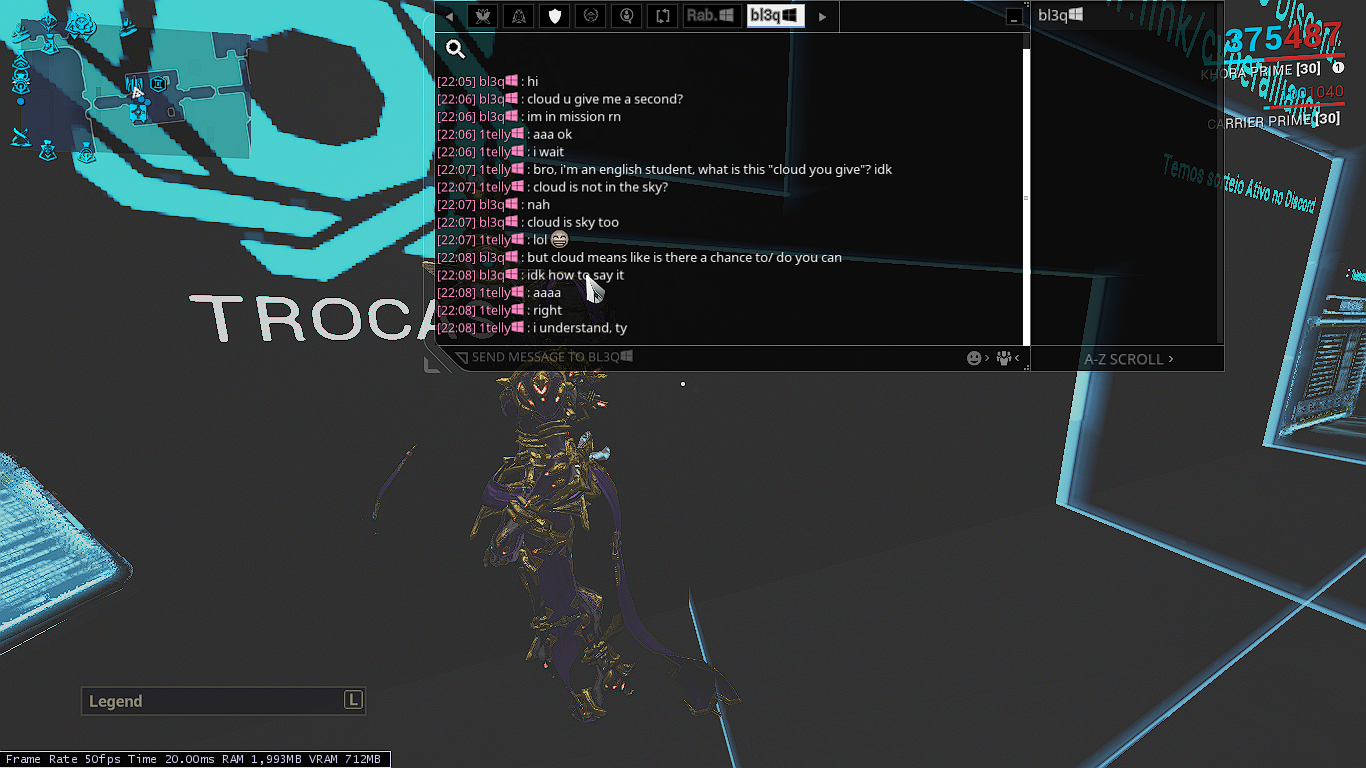 Rab.
bl3q
bl3q
[22:05] bl3q : hi
[22:06] bl3q : cloud u give me a second?
[22:06] bl3q : im in mission rn
[22:06] 1telly : aaa ok
[22:06] 1telly : i wait
[22:07] 1telly : bro, i'm an english student, what is this "cloud you give"? idk
[22:07] 1telly : cloud is not in the sky?
[22:07] bl3q : nah
[22:07] bl3q : cloud is sky too
[22:07] 1telly : lol
[22:08] bl3q : but cloud means like is there a chance to/ do you can
[22:08] bl3q : idk how to say it
[22:08] 1telly : aaaa
[22:08] 1telly : right
[22:08] 1telly : i understand, ty
SEND MESSAGE TO BL3Q
A-Z SCROLL ›
375 487
KHORA PRIME [30] 1
1040
CARRIER PRIME [30]
Temos sorteio Ativo no Discord
TROCAS
Legend L
Frame Rate 50fps Time 20.00ms RAM 1,993MB VRAM 712MB